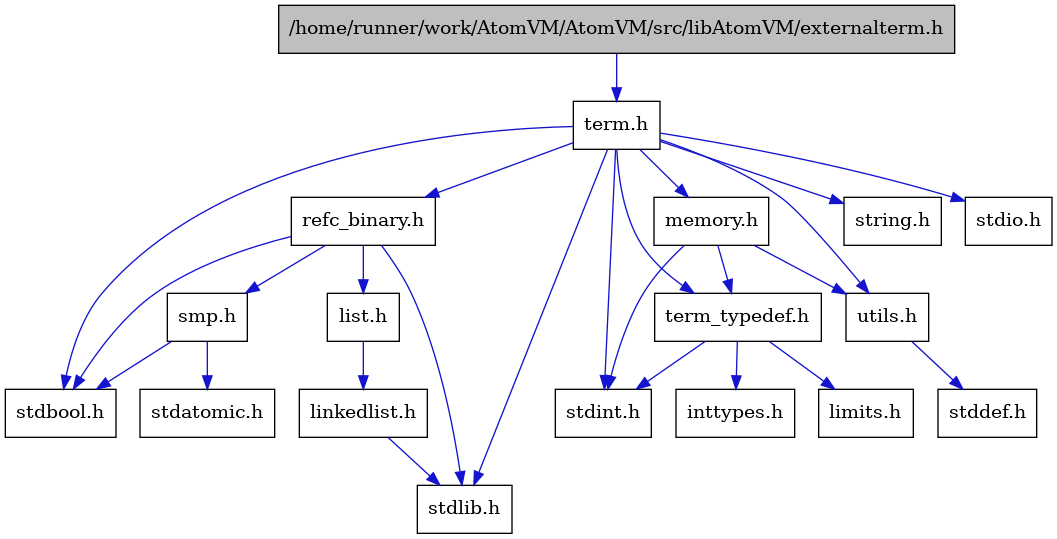 /home/runner/work/AtomVM/AtomVM/src/libAtomVM/externalterm.h
term.h
refc_binary.h
memory.h
string.h
stdio.h
smp.h
list.h
term_typedef.h
utils.h
stdbool.h
stdatomic.h
linkedlist.h
stdint.h
inttypes.h
limits.h
stddef.h
stdlib.h